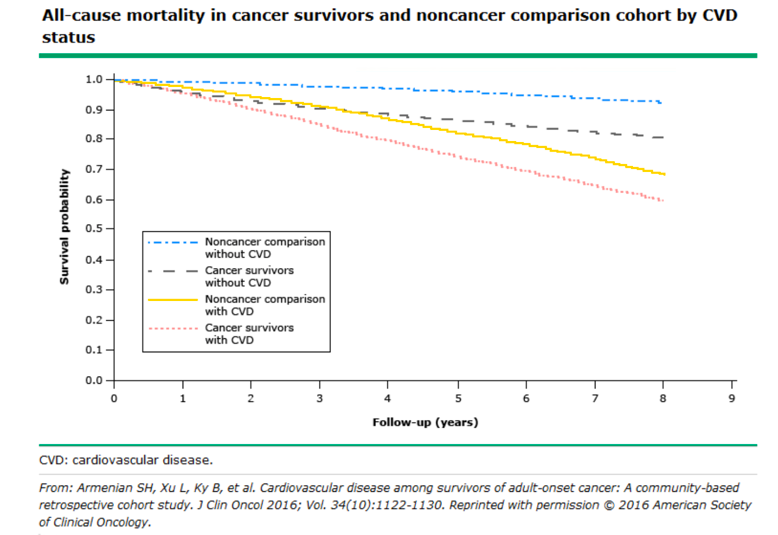 All-cause mortality in cancer survivors and noncancer comparison cohort by CVD
status
1.0
0.9
0.8
0.7
0.6
0.5
0.4
0.3
0.2
0.1
0.0
Survival probability
Noncancer comparison
without CVD
Cancer survivors
without CVD
Noncancer comparison
with CVD
Cancer survivors
with CVD
0 1 2 3 4 5 6 7 8 9
Follow-up (years)
CVD: cardiovascular disease.
From: Armenian SH, Xu L, Ky B, et al. Cardiovascular disease among survivors of adult-onset cancer: A community-based
retrospective cohort study. J Clin Oncol 2016; Vol. 34(10):1122-1130. Reprinted with permission © 2016 American Society
of Clinical Oncology.